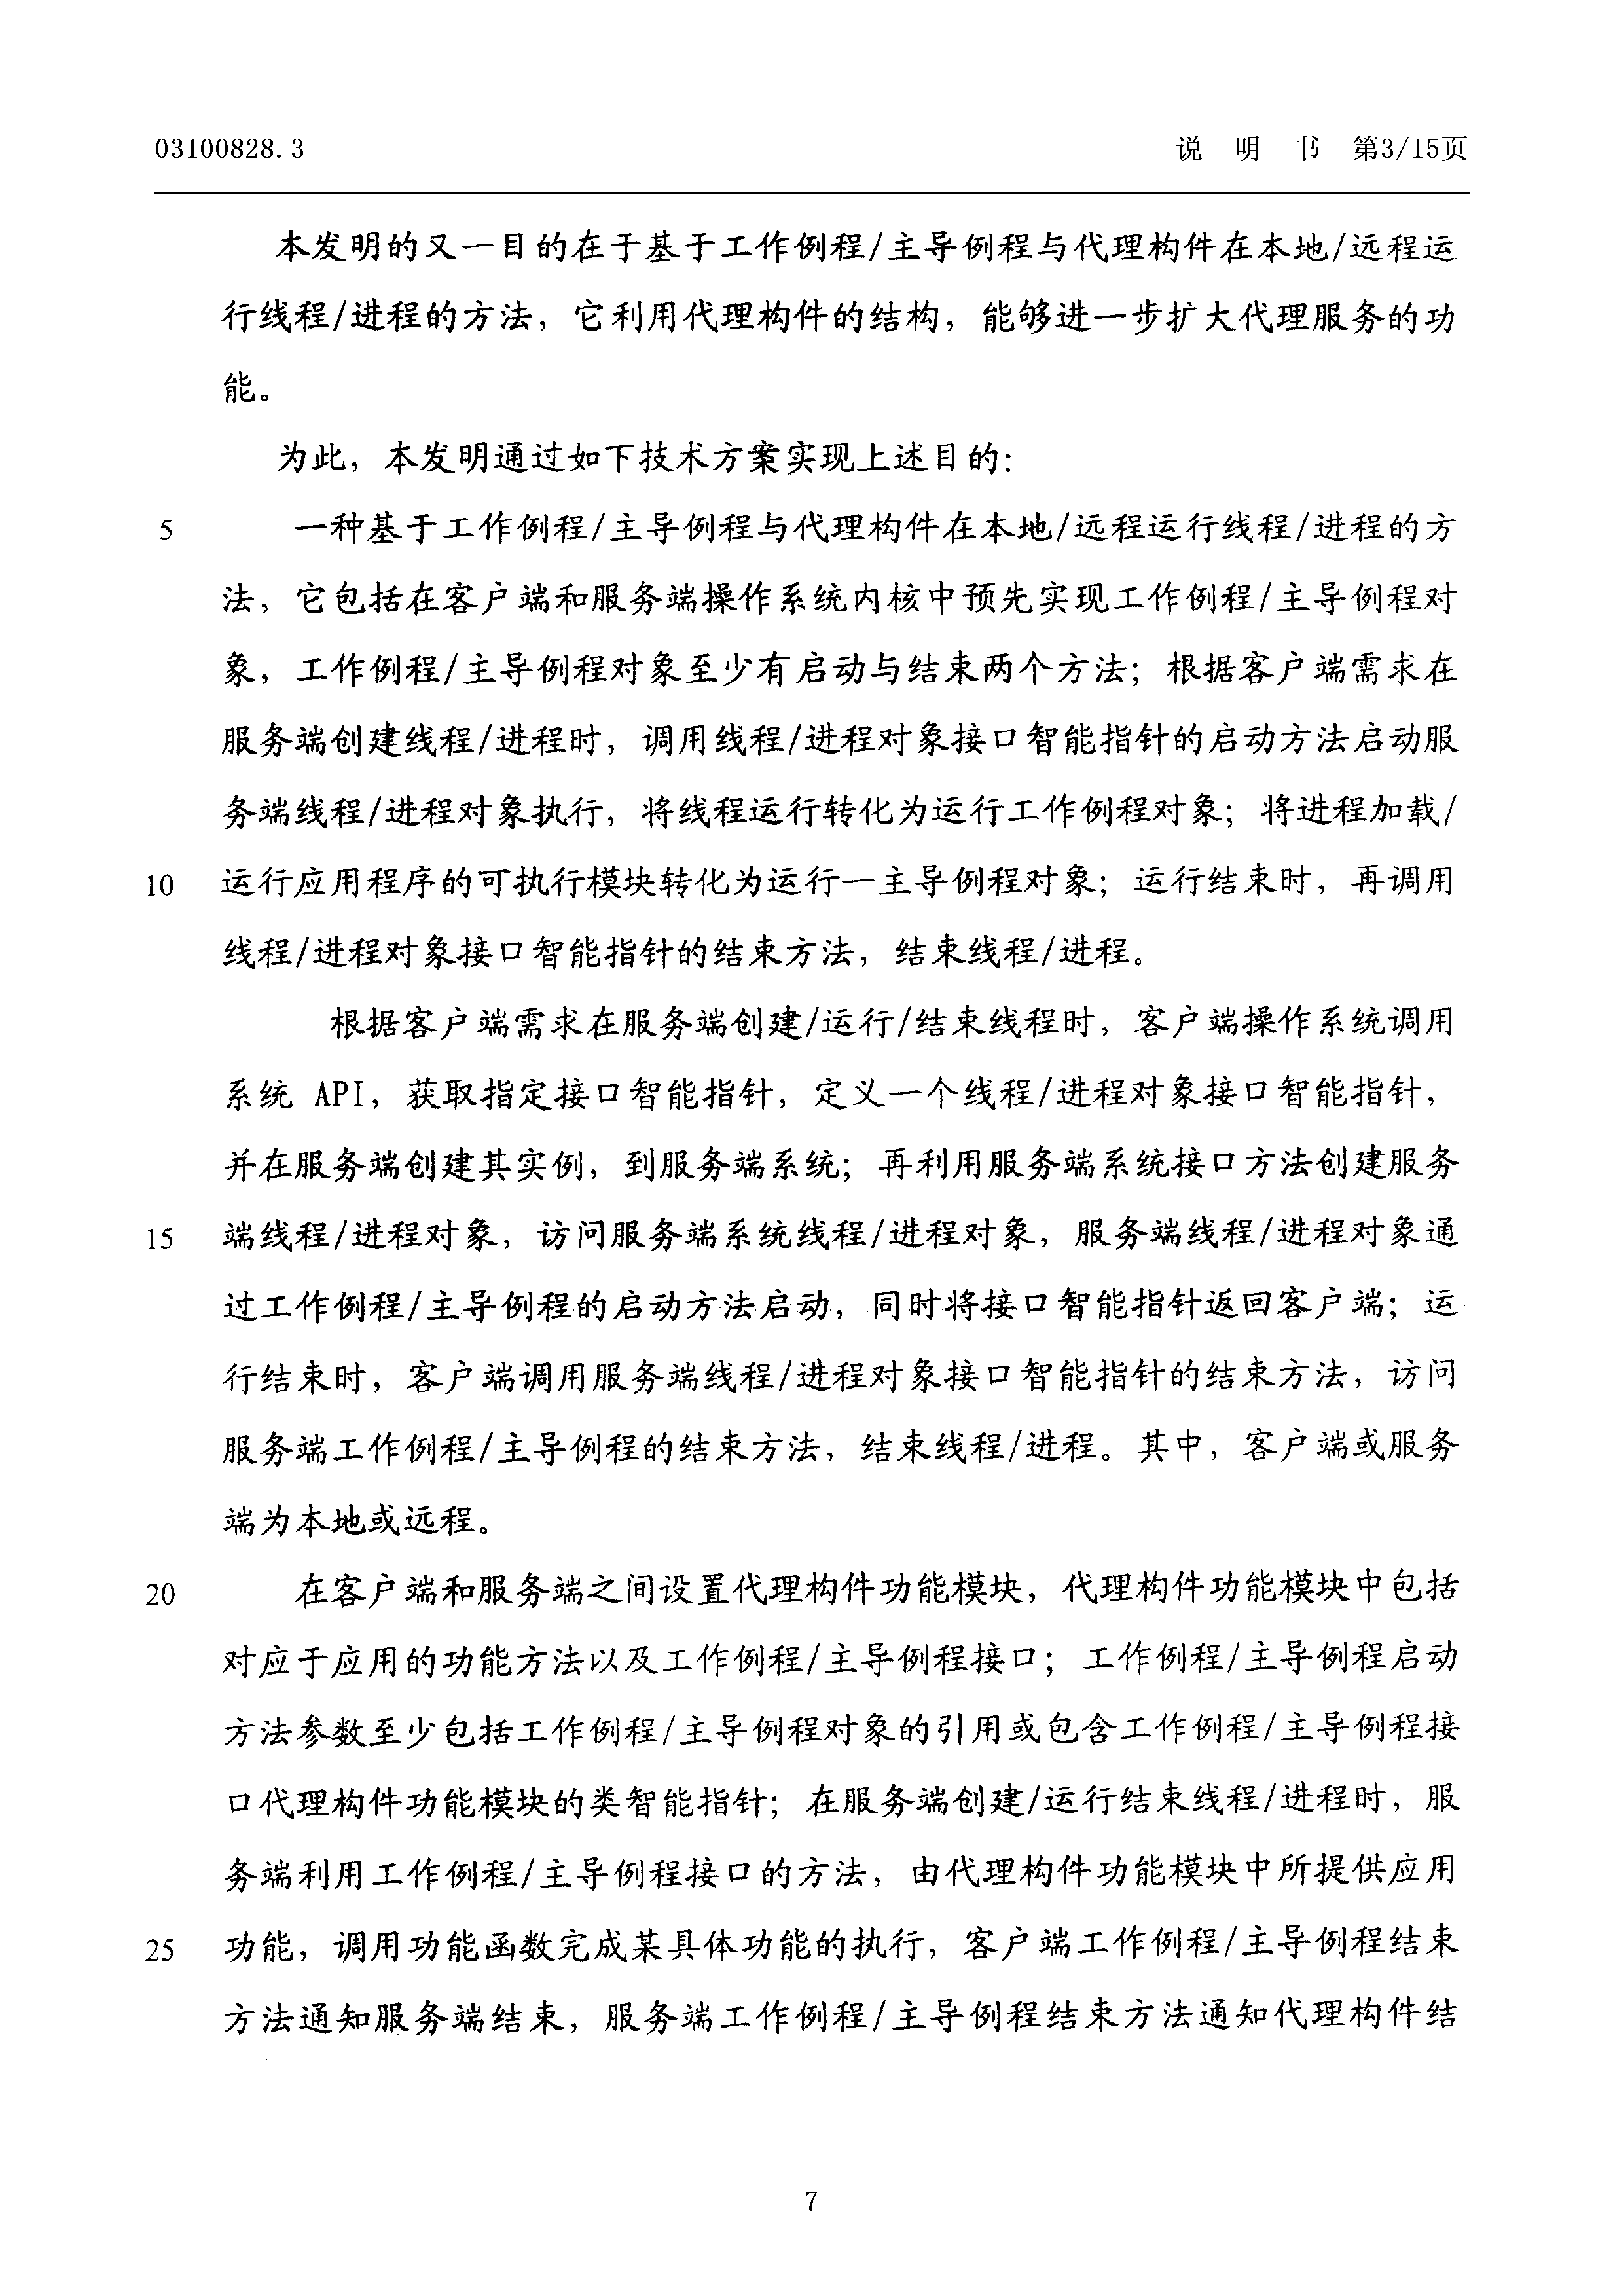 03100828.3 说 明 书 第3/15页
本发明的又一目的在于基于工作例程/主导例程与代理构件在本地/远程运
行线程/进程的方法，它利用代理构件的结构，能够进一步扩大代理服务的功
能。
为此，本发明通过如下技术方案实现上述目的：
5 一种基于工作例程/主导例程与代理构件在本地/远程运行线程/进程的方
法，它包括在客户端和服务端操作系统内核中预先实现工作例程/主导例程对
象，工作例程/主导例程对象至少有启动与结束两个方法；根据客户端需求在
服务端创建线程/进程时，调用线程/进程对象接口智能指针的启动方法启动服
务端线程/进程对象执行，将线程运行转化为运行工作例程对象；将进程加载/
10 运行应用程序的可执行模块转化为运行一主导例程对象；运行结束时，再调用
线程/进程对象接口智能指针的结束方法，结束线程/进程。
根据客户端需求在服务端创建/运行/结束线程时，客户端操作系统调用
系统 API，获取指定接口智能指针，定义一个线程/进程对象接口智能指针，
并在服务端创建其实例，到服务端系统；再利用服务端系统接口方法创建服务
15 端线程/进程对象，访问服务端系统线程/进程对象，服务端线程/进程对象通
过工作例程/主导例程的启动方法启动，同时将接口智能指针返回客户端；运
行结束时，客户端调用服务端线程/进程对象接口智能指针的结束方法，访问
服务端工作例程/主导例程的结束方法，结束线程/进程。其中，客户端或服务
端为本地或远程。
20 在客户端和服务端之间设置代理构件功能模块，代理构件功能模块中包括
对应于应用的功能方法以及工作例程/主导例程接口；工作例程/主导例程启动
方法参数至少包括工作例程/主导例程对象的引用或包含工作例程/主导例程接
口代理构件功能模块的类智能指针；在服务端创建/运行结束线程/进程时，服
务端利用工作例程/主导例程接口的方法，由代理构件功能模块中所提供应用
25 功能，调用功能函数完成某具体功能的执行，客户端工作例程/主导例程结束
方法通知服务端结束，服务端工作例程/主导例程结束方法通知代理构件结
7